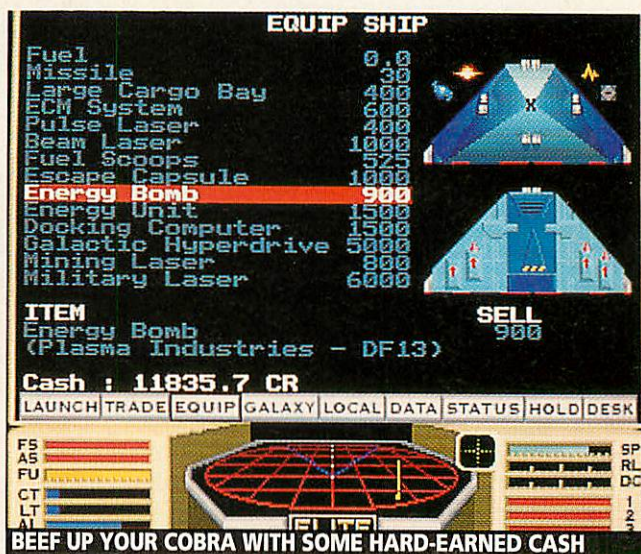 EQUIP SHIP
Fuel 0.0
Missile 30
Large Cargo Bay 400
ECM System 600
Pulse Laser 400
Beam Laser 1000
Fuel Scoops 525
Escape Capsule 1000
Energy Bomb 900
Energy Unit 1500
Docking Computer 1500
Galactic Hyperdrive 5000
Mining Laser 800
Military Laser 6000
ITEM SELL
Energy Bomb 900
(Plasma Industries - DF13)
Cash : 11835.7 CR
LAUNCH TRADE EQUIP GALAXY LOCAL DATA STATUS HOLD DESK
FS SP
AS RL
FU DC
CT 1
LT 2
AL 3
ELITE
BEEF UP YOUR COBRA WITH SOME HARD-EARNED CASH